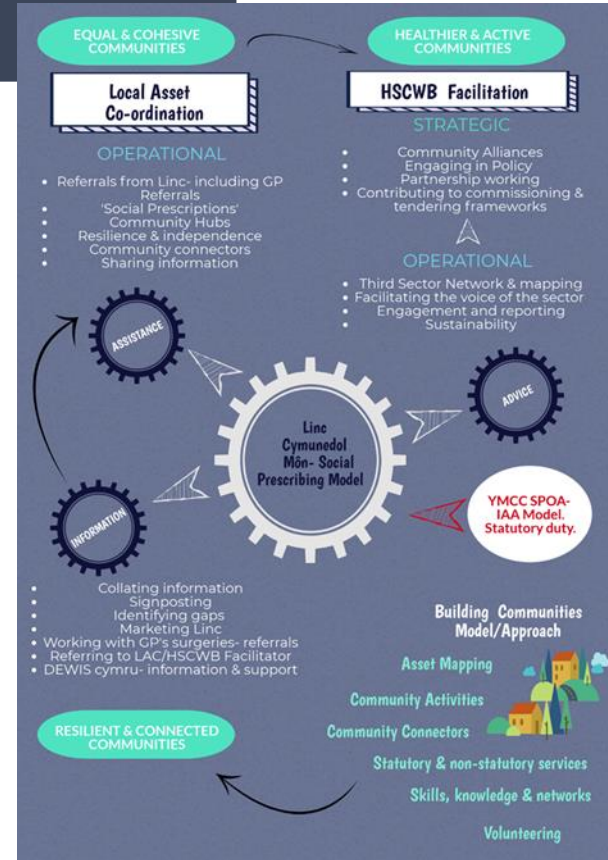 EQUAL & COHESIVE
COMMUNITIES
HEALTHIER & ACTIVE
COMMUNITIES
Local Asset
Co-ordination
OPERATIONAL
Referrals from Linc- including GP
Referrals
'Social Prescriptions'
Community Hubs
Resilience & independence
Community connectors
Sharing information
HSCWB Facilitation
STRATEGIC
Community Alliances
Engaging in Policy
Partnership working
Contributing to commissioning &
tendering frameworks
OPERATIONAL
Third Sector Network & mapping
Facilitating the voice of the sector
Engagement and reporting
Sustainability
ASSISTANCE
ADVICE
Linc
Cymunedol
Môn- Social
Prescribing Model
INFORMATION
YMCC SPOA-
IAA Model.
Statutory duty.
Collating information
Signposting
Identifying gaps
Marketing Linc
Working with GP's surgeries- referrals
Referring to LAC/HSCWB Facilitator
DEWIS cymru- information & support
Building Communities
Model/Approach
Asset Mapping
Community Activities
Community Connectors
Statutory & non-statutory services
Skills, knowledge & networks
Volunteering
RESILIENT & CONNECTED
COMMUNITIES